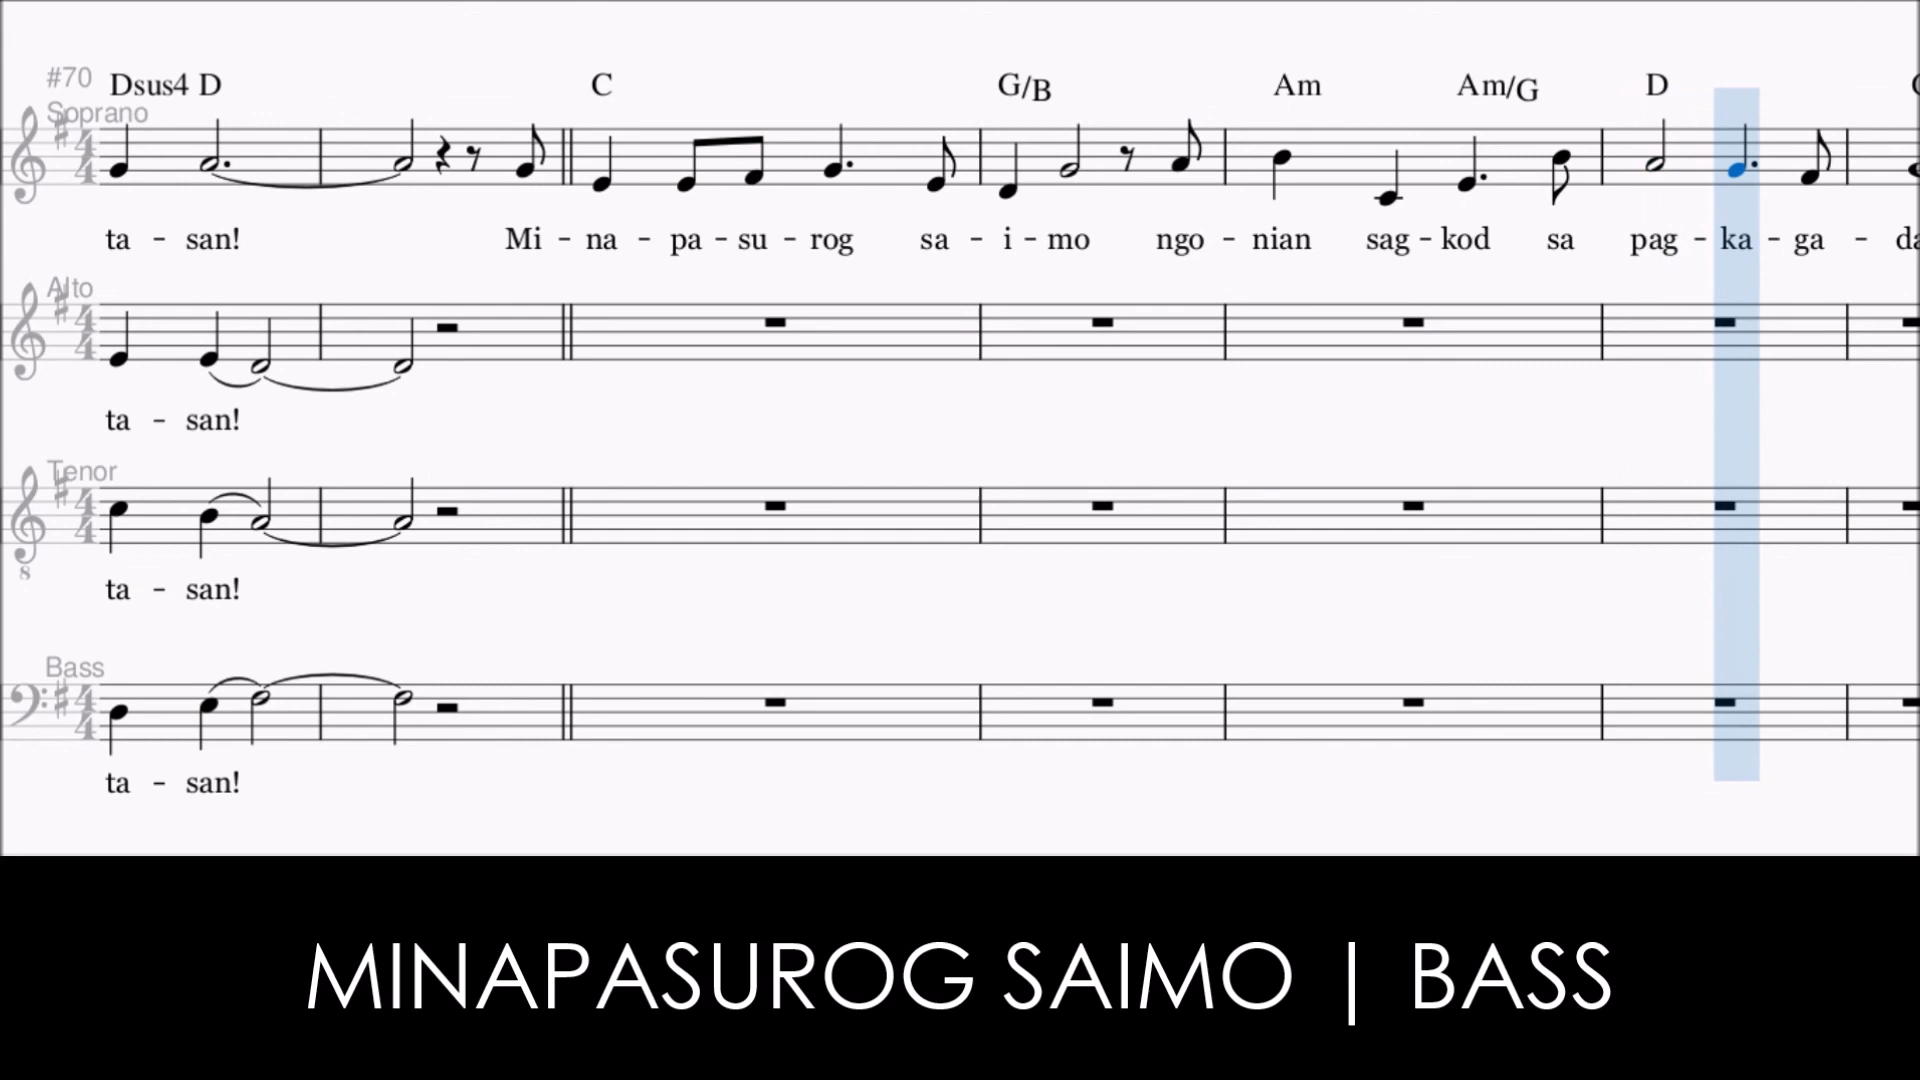 #70 Dsus4 D C G/B Am Am/G D
Soprano
ta - san! Mi - na - pa - su - rog sa - i - mo ngo - nian sag - kod sa pag - ka - ga -
Alto
ta - san!
Tenor
8
ta - san!
Bass
ta - san!
MINAPASUROG SAIMO | BASS